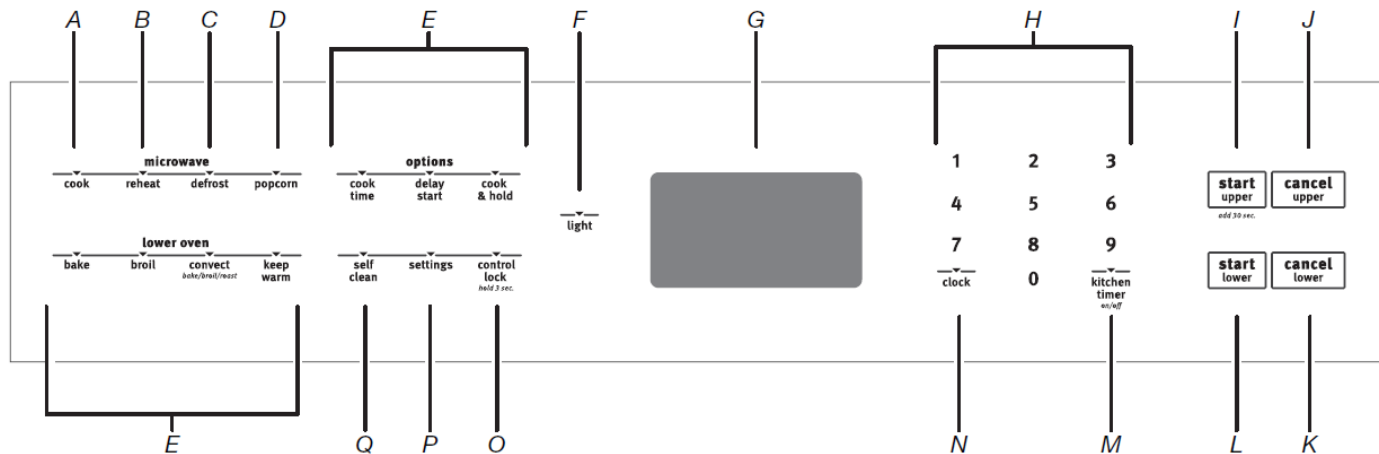 A B C D E F G H I J
microwave
cook reheat defrost popcorn
options
cook time delay start cook & hold
light
1 2 3
4 5 6
7 8 9
0
clock
kitchen timer
on/off
start upper
add 30 sec.
cancel upper
lower oven
bake broil convect keep warm
bake/broil/roast
self clean settings control lock
hold 3 sec.
start lower
cancel lower
E Q P O N M L K